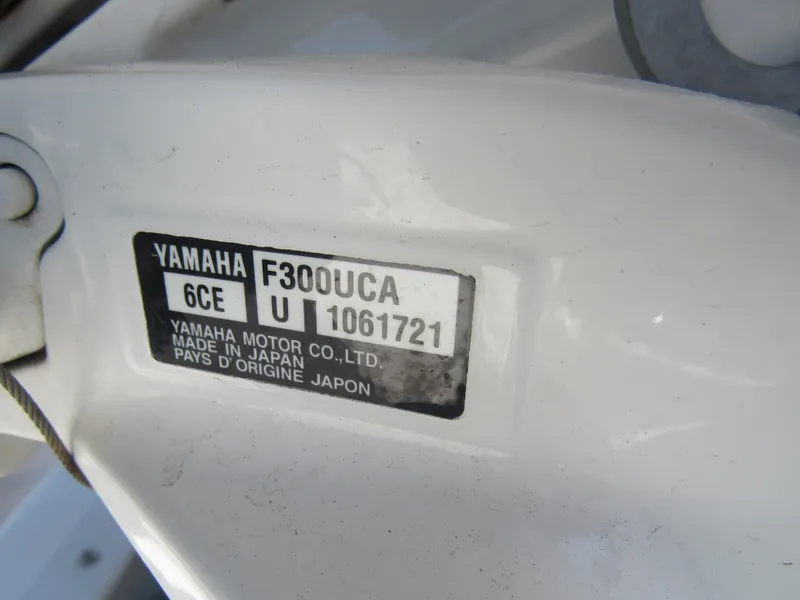 YAMAHA F300UCA
6CE U 1061721
YAMAHA MOTOR CO.,LTD.
MADE IN JAPAN
PAYS D'ORIGINE JAPON